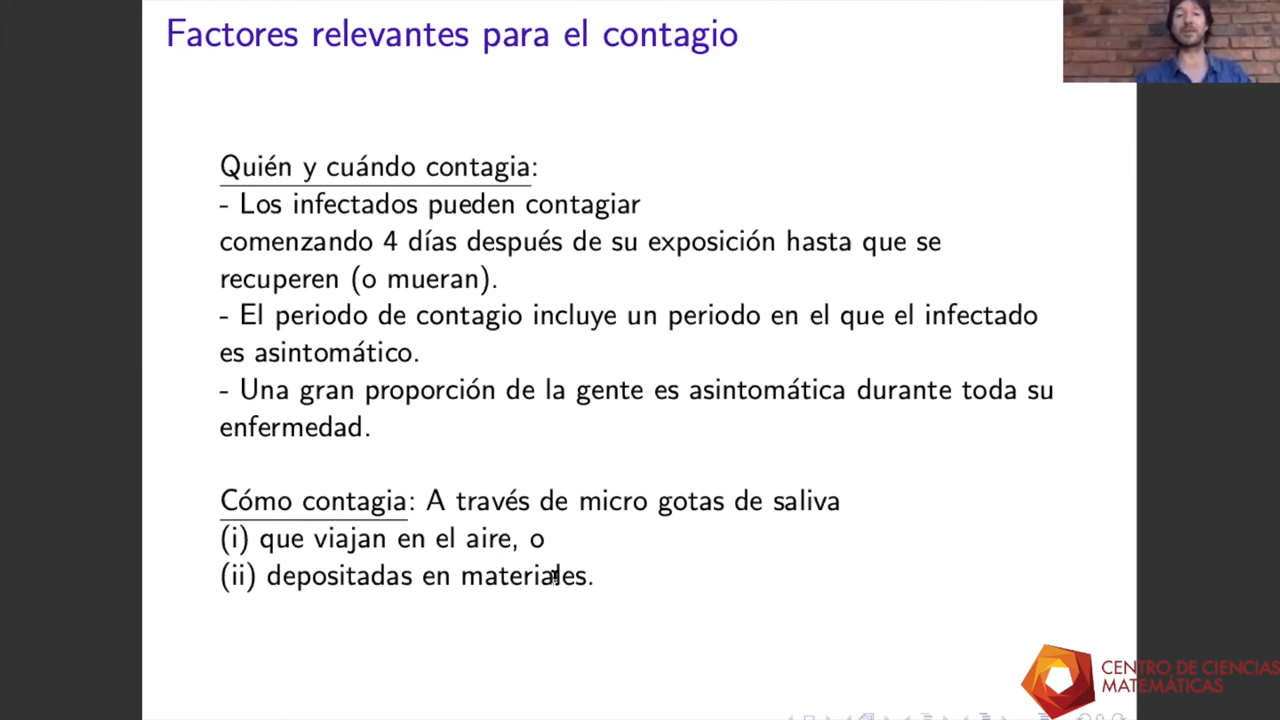 Factores relevantes para el contagio
Quién y cuándo contagia:
- Los infectados pueden contagiar
comenzando 4 días después de su exposición hasta que se
recuperen (o mueran).
- El periodo de contagio incluye un periodo en el que el infectado
es asintomático.
- Una gran proporción de la gente es asintomática durante toda su
enfermedad.
Cómo contagia: A través de micro gotas de saliva
(i) que viajan en el aire, o
(ii) depositadas en materiales.
CENTRO DE CIENCIAS
MATEMÁTICAS